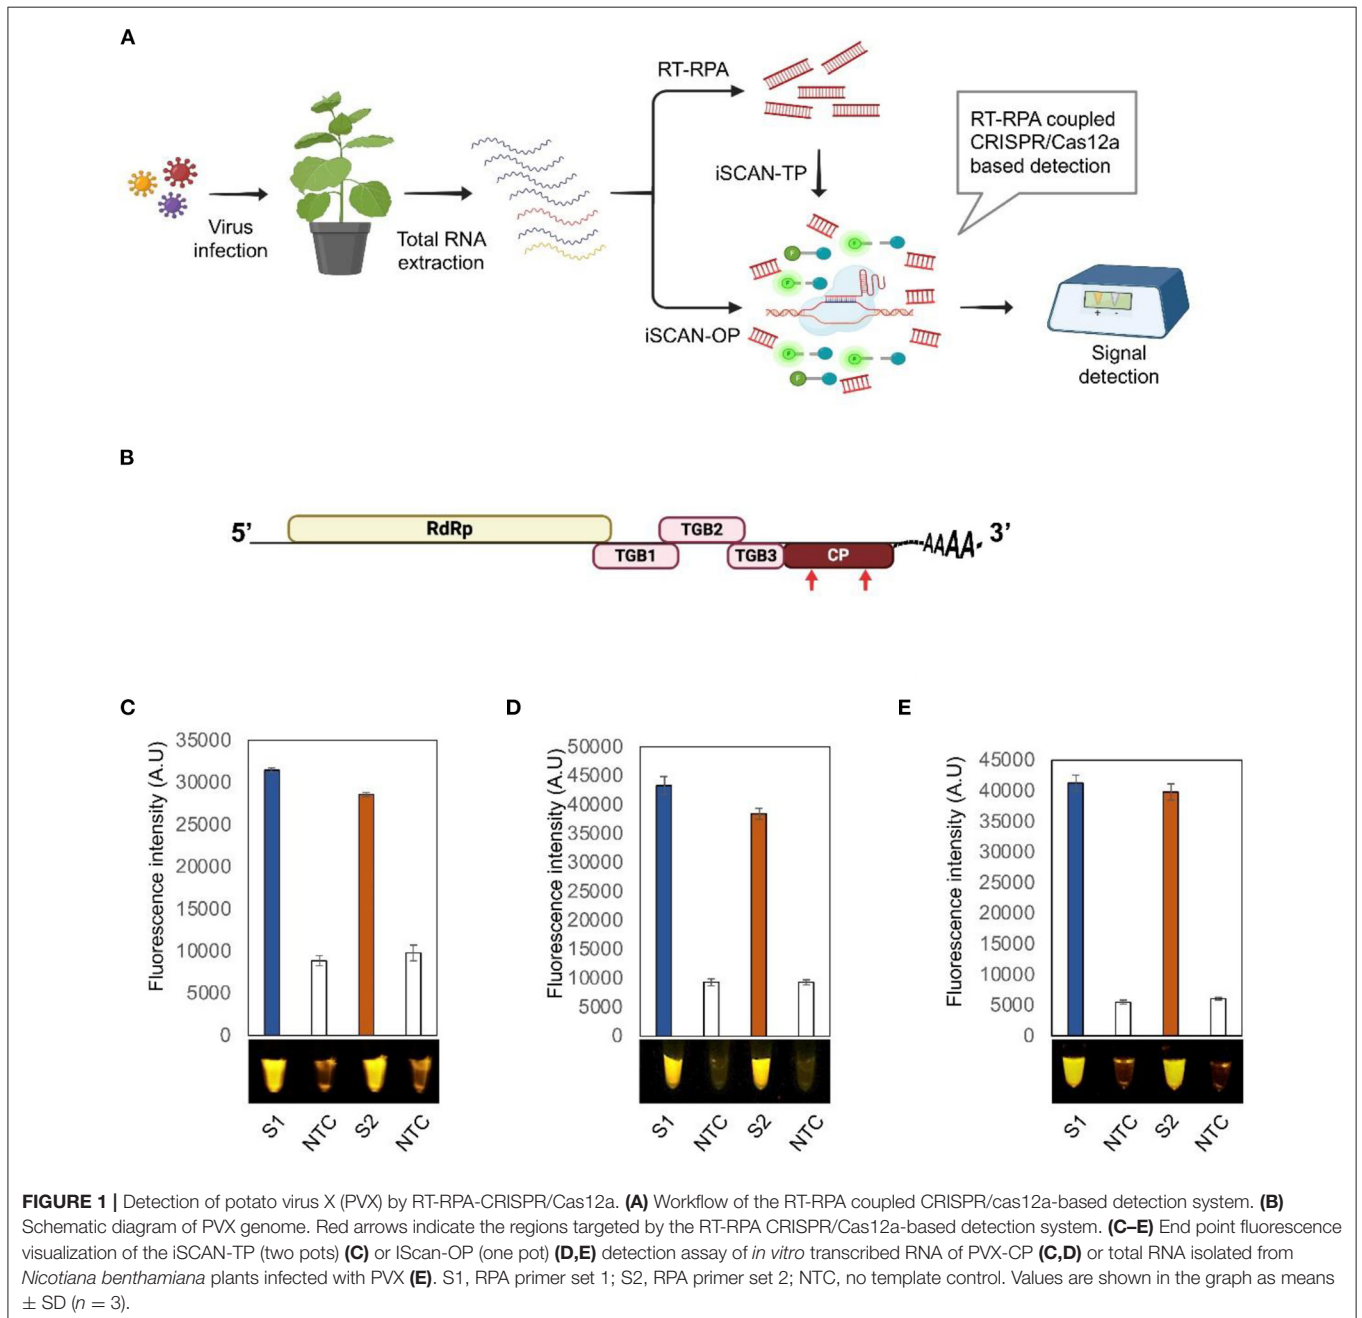 A
RT-RPA
RT-RPA coupled
CRISPR/Cas12a
based detection
iSCAN-TP
Virus
infection
Total RNA
extraction
iSCAN-OP
F
F
F
F
F
F
+ -
Signal
detection
B
5’
RdRp
TGB1
TGB2
TGB3
CP
AAAA
3’
C
Fluorescence intensity (A.U)
35000
30000
25000
20000
15000
10000
5000
0
S1
NTC
S2
NTC
D
Fluorescence intensity (A.U)
50000
45000
40000
35000
30000
25000
20000
15000
10000
5000
0
S1
NTC
S2
NTC
E
Fluorescence intensity (A.U)
45000
40000
35000
30000
25000
20000
15000
10000
5000
0
S1
NTC
S2
NTC
FIGURE 1 | Detection of potato virus X (PVX) by RT-RPA-CRISPR/Cas12a. (A) Workflow of the RT-RPA coupled CRISPR/cas12a-based detection system. (B)
Schematic diagram of PVX genome. Red arrows indicate the regions targeted by the RT-RPA CRISPR/Cas12a-based detection system. (C–E) End point fluorescence
visualization of the iSCAN-TP (two pots) (C) or IScan-OP (one pot) (D,E) detection assay of in vitro transcribed RNA of PVX-CP (C,D) or total RNA isolated from
Nicotiana benthamiana plants infected with PVX (E). S1, RPA primer set 1; S2, RPA primer set 2; NTC, no template control. Values are shown in the graph as means
± SD (n = 3).